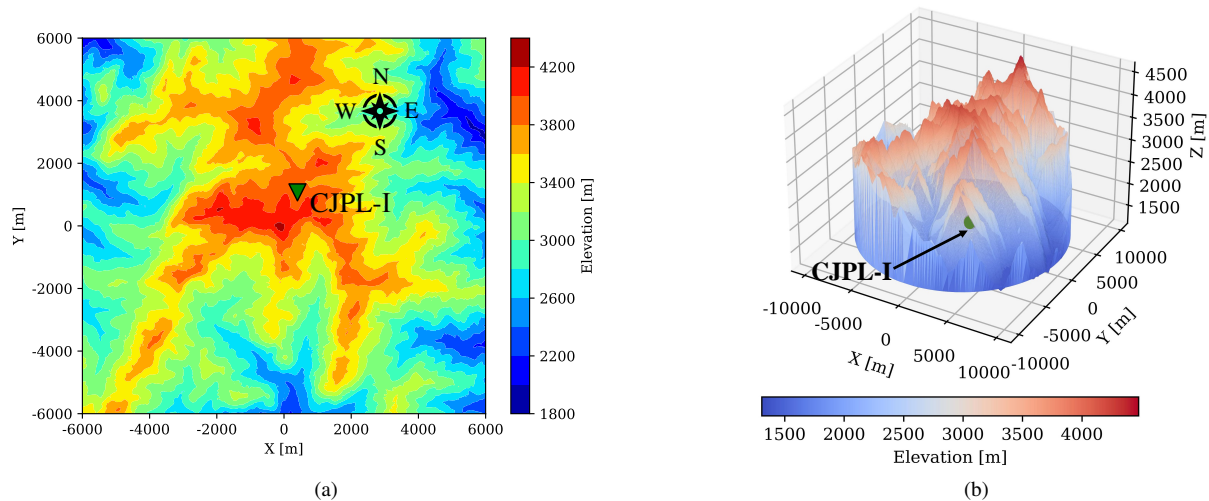 6000
4000
2000
0
-2000
-4000
-6000
Y [m]
-6000 -4000 -2000 0 2000 4000 6000
X [m]
N
W E
S
CJPL-I
4200
3800
3400
3000
2600
2200
1800
Elevation [m]
(a)
4500
4000
3500
3000
2500
2000
1500
Z [m]
CJPL-I
-10000
-5000
0
5000
10000
X [m]
-10000
-5000
0
5000
10000
Y [m]
1500 2000 2500 3000 3500 4000
Elevation [m]
(b)